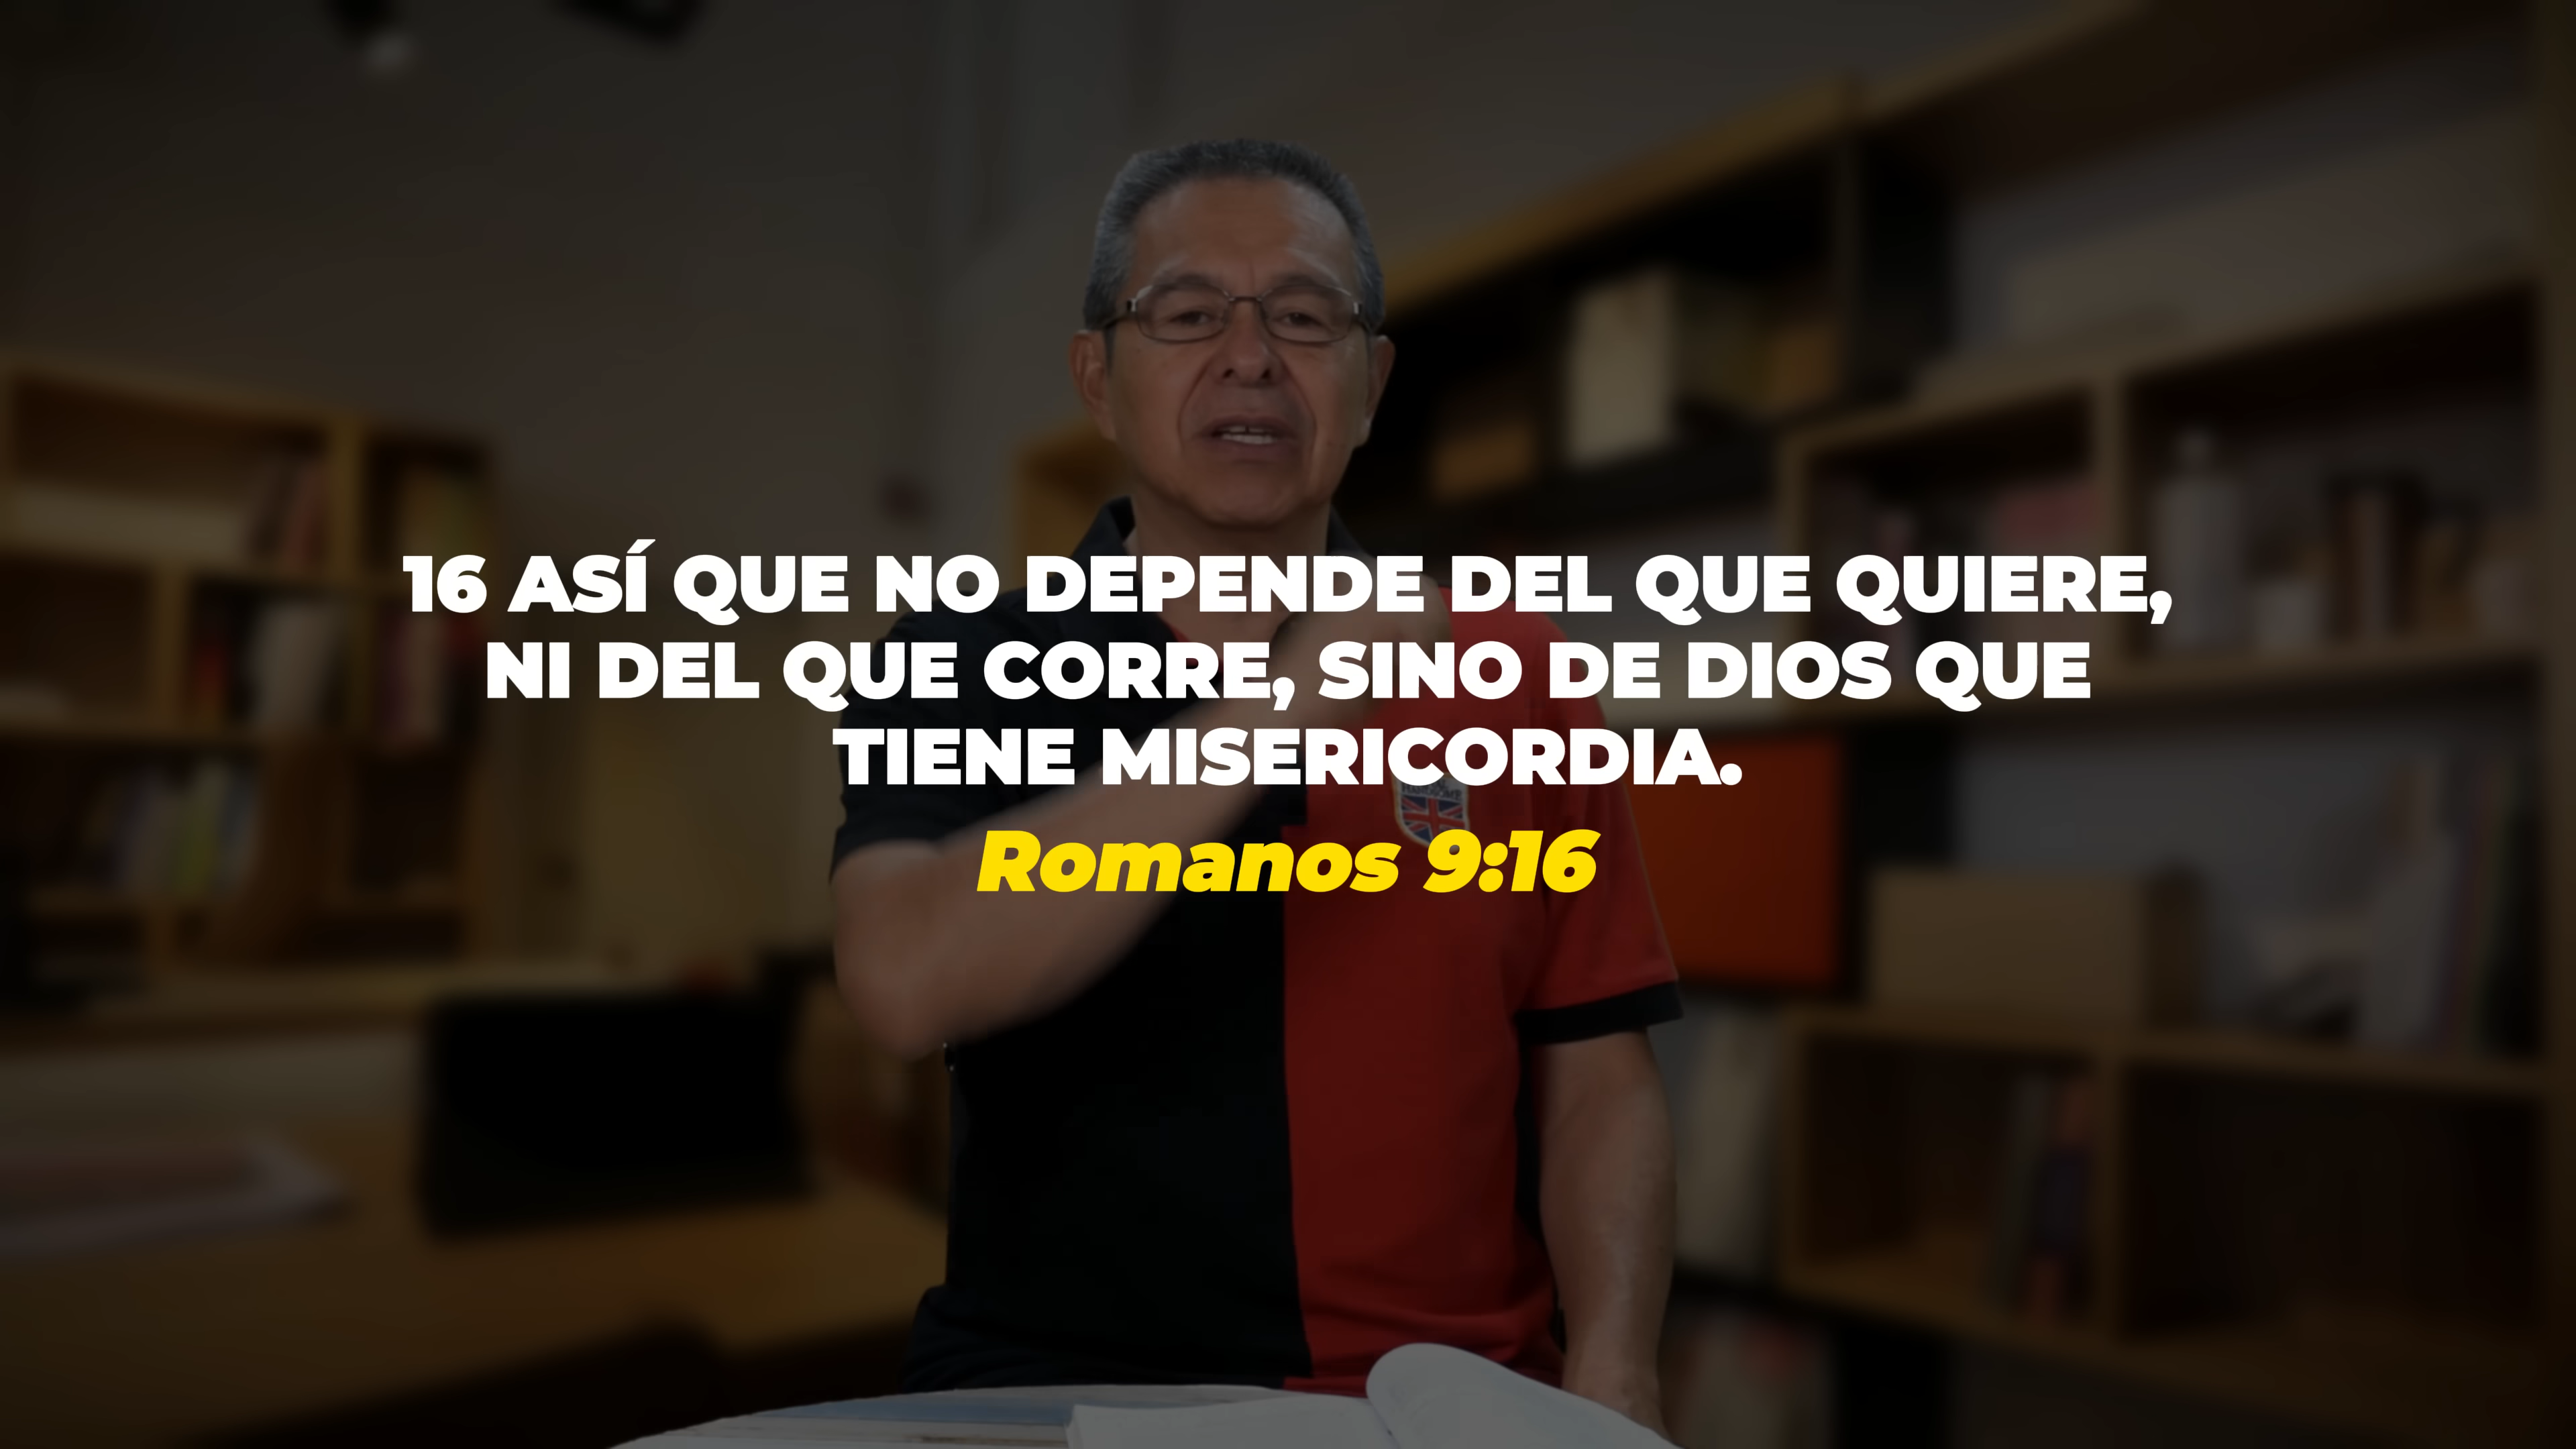 16 ASÍ QUE NO DEPENDE DEL QUE QUIERE,
NI DEL QUE CORRE, SINO DE DIOS QUE
TIENE MISERICORDIA.
Romanos 9:16